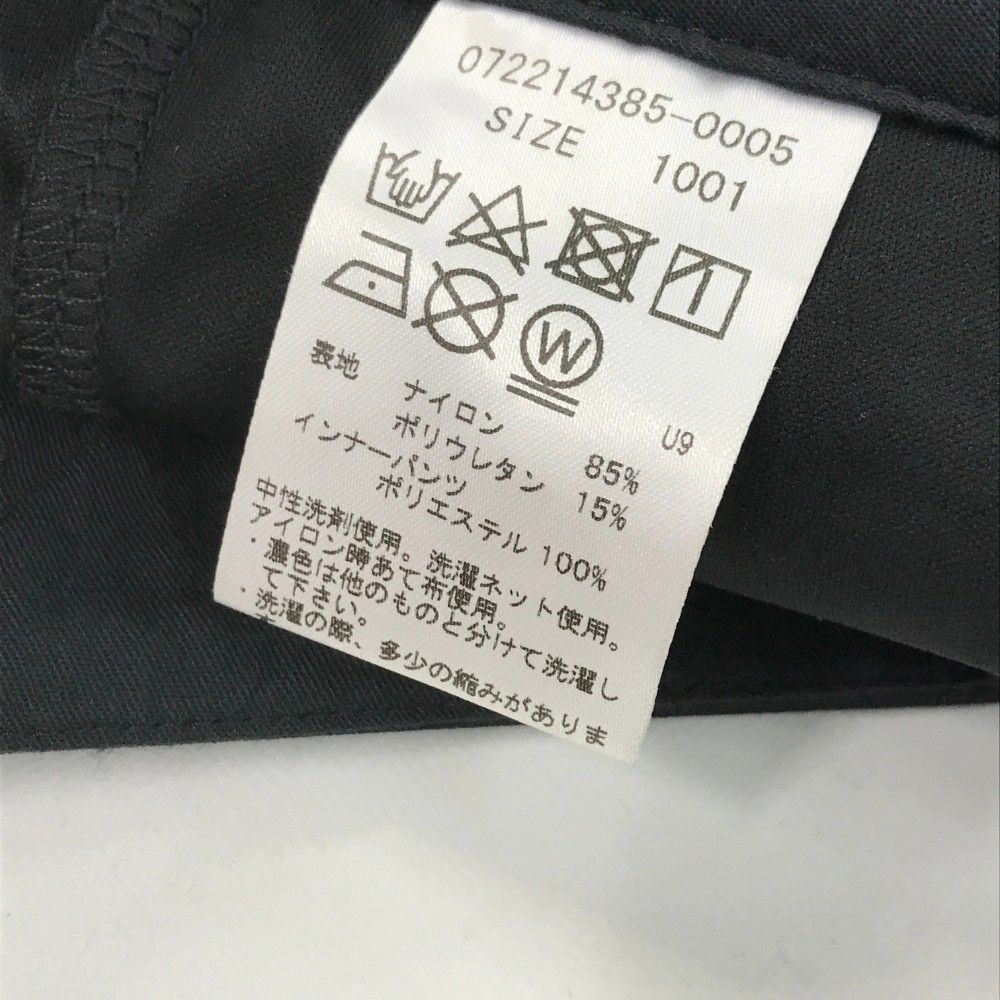 072214385-0005
SIZE 1001
W
U9
表地 ナイロン 85%
ポリウレタン 15%
インナーパンツ
ポリエステル 100%
中性洗剤使用。洗濯ネット使用。
アイロン時あて布使用。
・濃色は他のものと分けて洗濯し
て下さい。
・洗濯の際、多少の縮みがありま